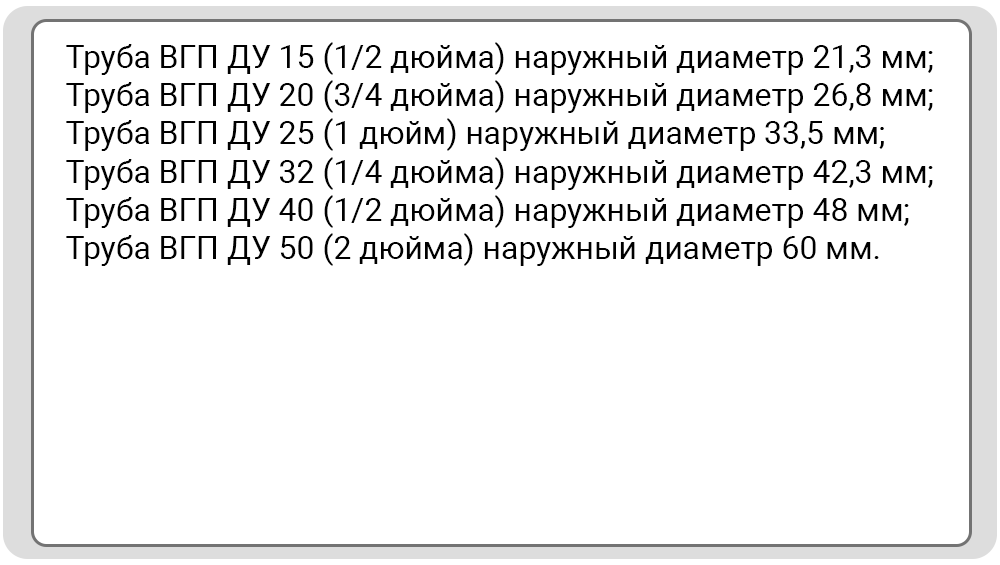 Труба ВГП ДУ 15 (1/2 дюйма) наружный диаметр 21,3 мм;
Труба ВГП ДУ 20 (3/4 дюйма) наружный диаметр 26,8 мм;
Труба ВГП ДУ 25 (1 дюйм) наружный диаметр 33,5 мм;
Труба ВГП ДУ 32 (1/4 дюйма) наружный диаметр 42,3 мм;
Труба ВГП ДУ 40 (1/2 дюйма) наружный диаметр 48 мм;
Труба ВГП ДУ 50 (2 дюйма) наружный диаметр 60 мм.